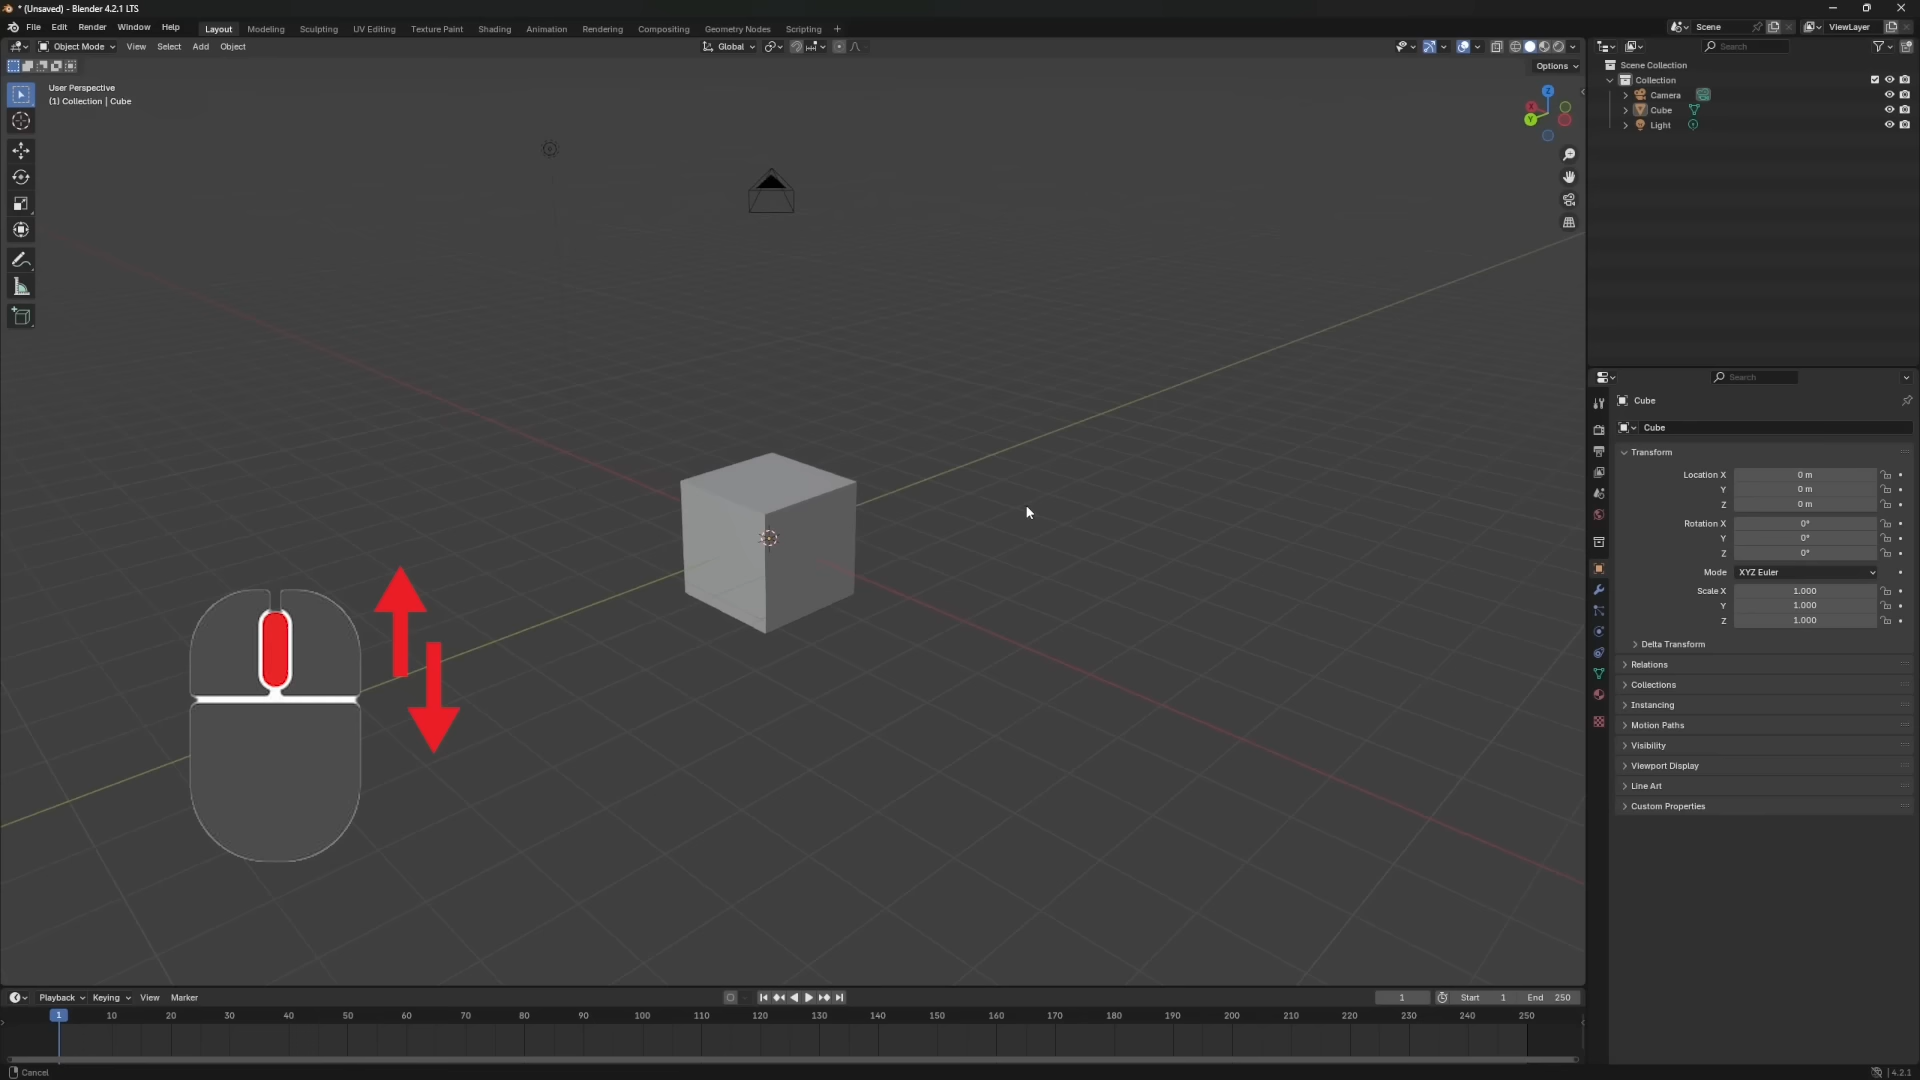 * (Unsaved) - Blender 4.2.1 LTS
File Edit Render Window Help Layout Modeling Sculpting UV Editing Texture Paint Shading Animation Rendering Compositing Geometry Nodes Scripting + Scene ViewLayer
Object Mode View Select Add Object Global Search
Options
User Perspective
(1) Collection | Cube
Z
X
Y
Scene Collection
Collection
Camera
Cube
Light
Search
Cube
Cube
Transform
Location X 0 m
Y 0 m
Z 0 m
Rotation X 0°
Y 0°
Z 0°
Mode XYZ Euler
Scale X 1.000
Y 1.000
Z 1.000
Delta Transform
Relations
Collections
Instancing
Motion Paths
Visibility
Viewport Display
Line Art
Custom Properties
Playback Keying View Marker 1 Start 1 End 250
1 10 20 30 40 50 60 70 80 90 100 110 120 130 140 150 160 170 180 190 200 210 220 230 240 250
Cancel 4.2.1